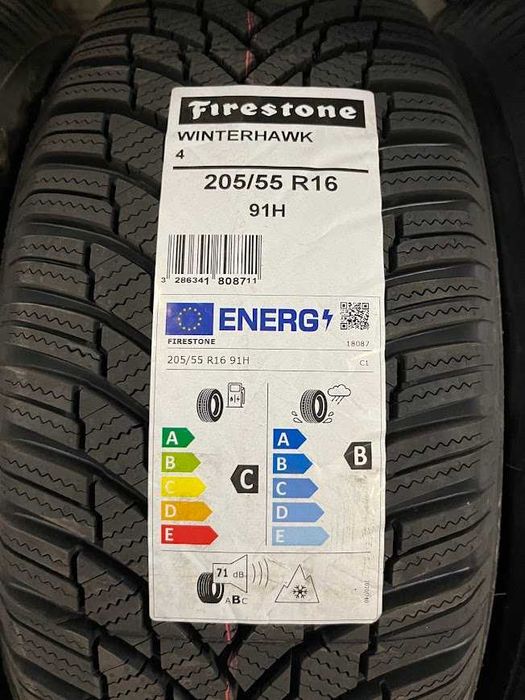 Firestone
WINTERHAWK
4
205/55 R16
91H
3 286341 808711
ENERG
FIRESTONE 18087
205/55 R16 91H C1
A A
B B B
C C C
D D
E E
71 dB
ABC